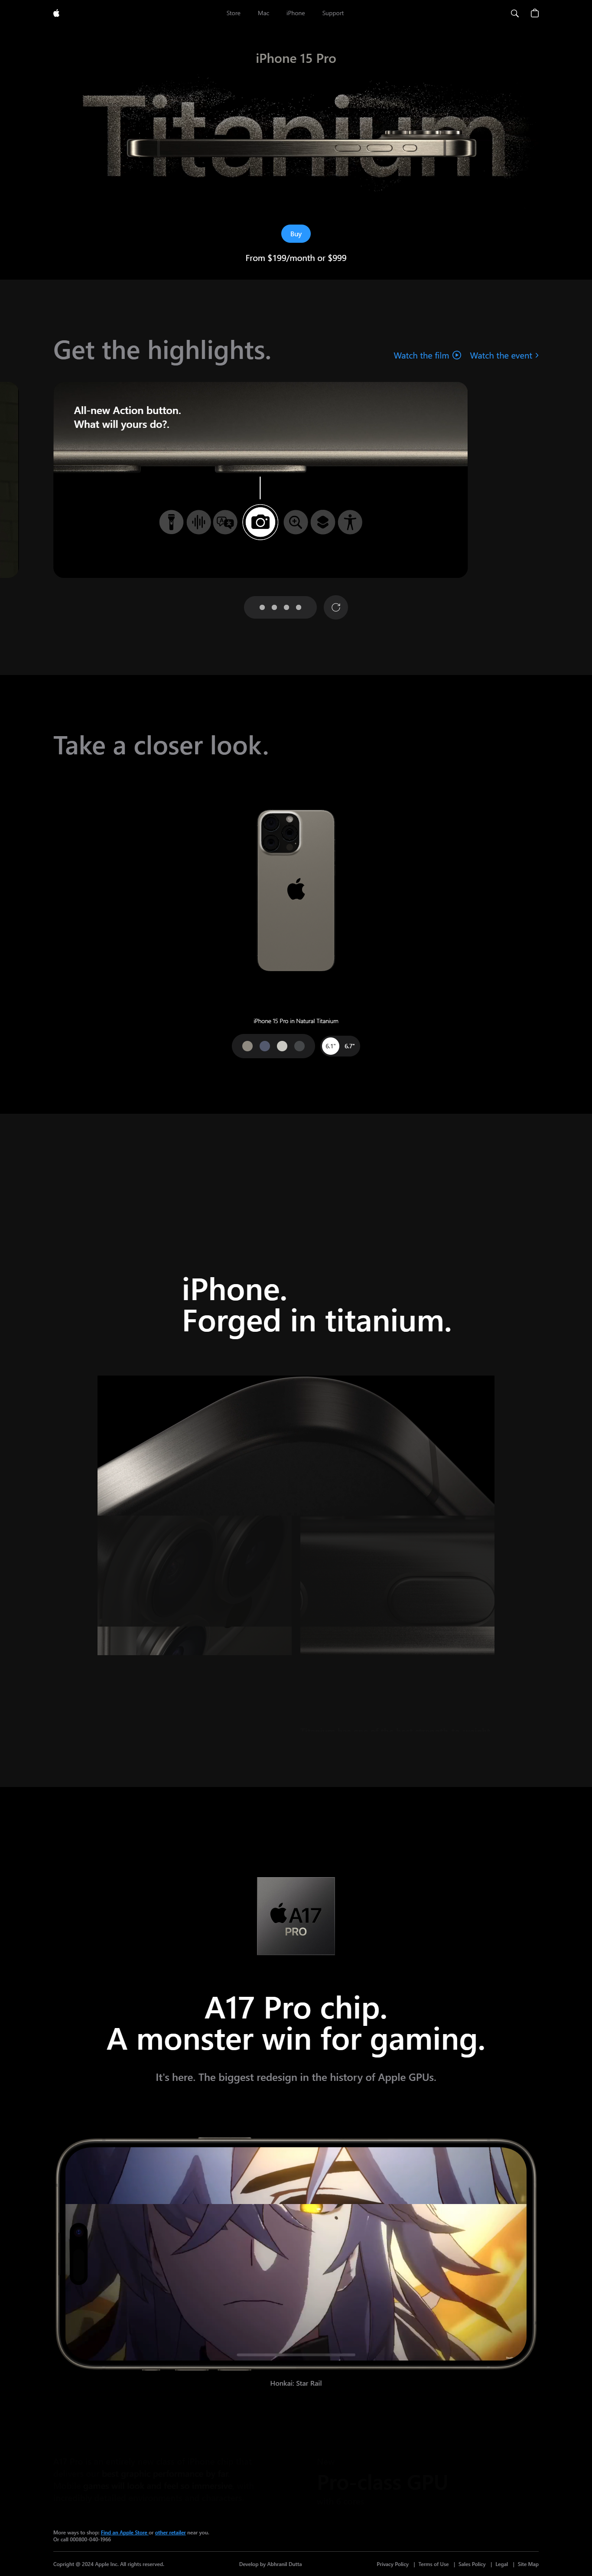 Store Mac iPhone Support
iPhone 15 Pro
Titanium
Buy
From $199/month or $999
Get the highlights.
Watch the film Watch the event
All-new Action button.
What will yours do?.
Take a closer look.
iPhone 15 Pro in Natural Titanium
6.1" 6.7"
iPhone.
Forged in titanium.
A17
PRO
A17 Pro chip.
A monster win for gaming.
It's here. The biggest redesign in the history of Apple GPUs.
Honkai: Star Rail
Pro-class GPU
More ways to shop: Find an Apple Store or other retailer near you.
Or call 000800-040-1966
Copright @ 2024 Apple Inc. All rights reserved. Develop by Abhranil Dutta Privacy Policy | Terms of Use | Sales Policy | Legal | Site Map